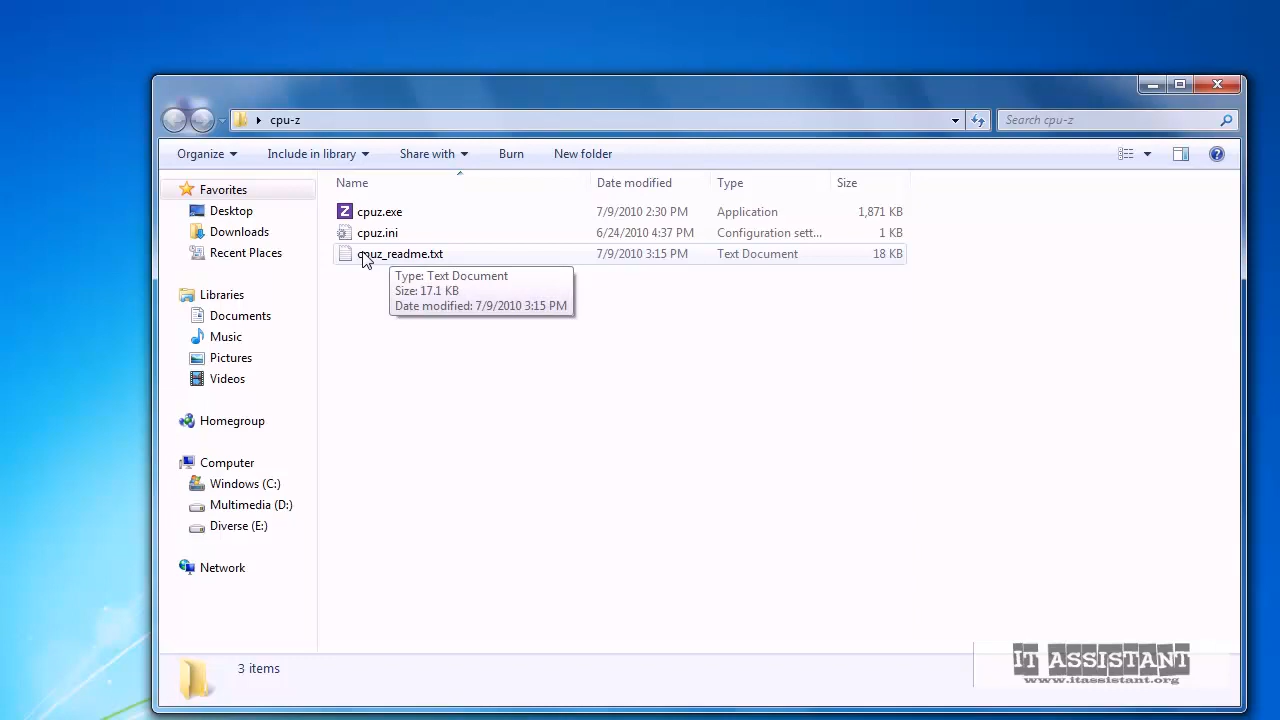 cpu-z
Search cpu-z
Organize
Include in library
Share with
Burn
New folder
Name
Date modified
Type
Size
Favorites
Desktop
Downloads
Recent Places
Libraries
Documents
Music
Pictures
Videos
Homegroup
Computer
Windows (C:)
Multimedia (D:)
Diverse (E:)
Network
cpuz.exe 7/9/2010 2:30 PM Application 1,871 KB
cpuz.ini 6/24/2010 4:37 PM Configuration sett... 1 KB
cpuz_readme.txt 7/9/2010 3:15 PM Text Document 18 KB
Type: Text Document
Size: 17.1 KB
Date modified: 7/9/2010 3:15 PM
3 items
IT ASSISTANT
www.itassistant.org